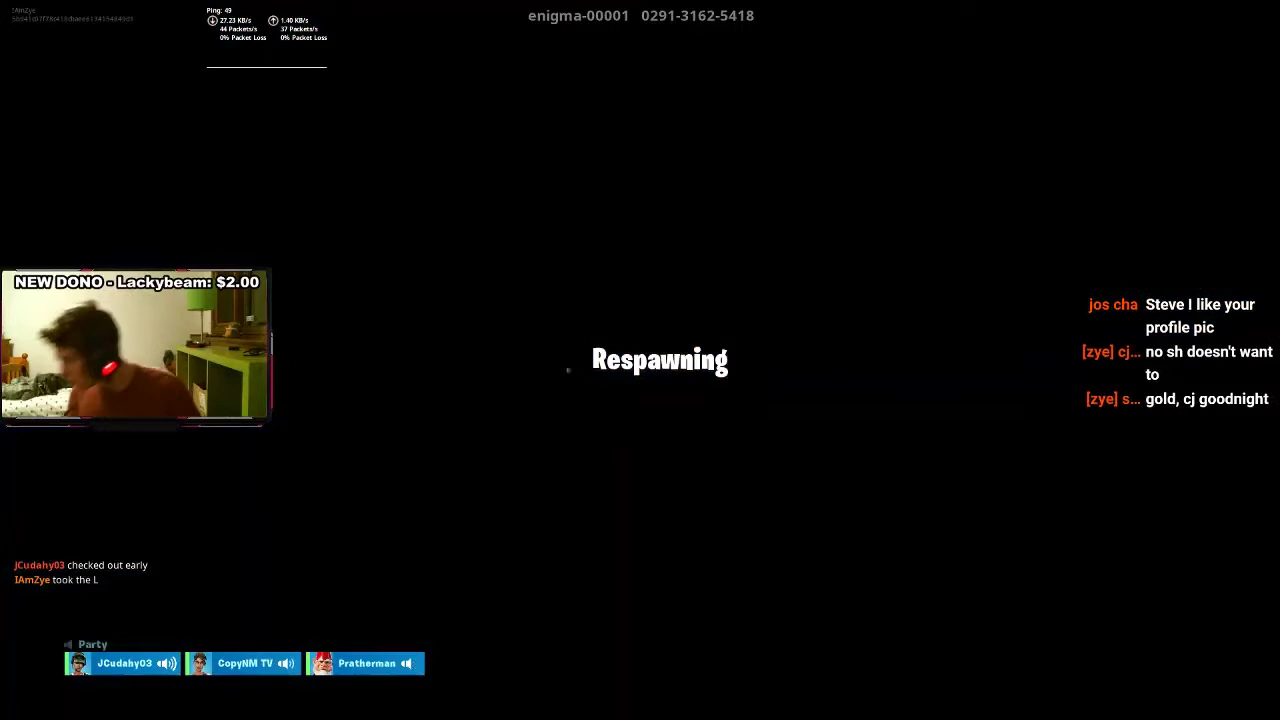 IAmZye
Ping: 49
27.23 KB/s 1.40 KB/s
44 Packets/s 37 Packets/s
0% Packet Loss 0% Packet Loss
enigma-00001 0291-3162-5418
NEW DONO - Lackybeam: $2.00
Respawning
jos cha Steve I like your
profile pic
[zye] cj... no sh doesn't want
to
[zye] s... gold, cj goodnight
JCudahy03 checked out early
IAmZye took the L
Party
JCudahy03 CopyNM TV Pratherman